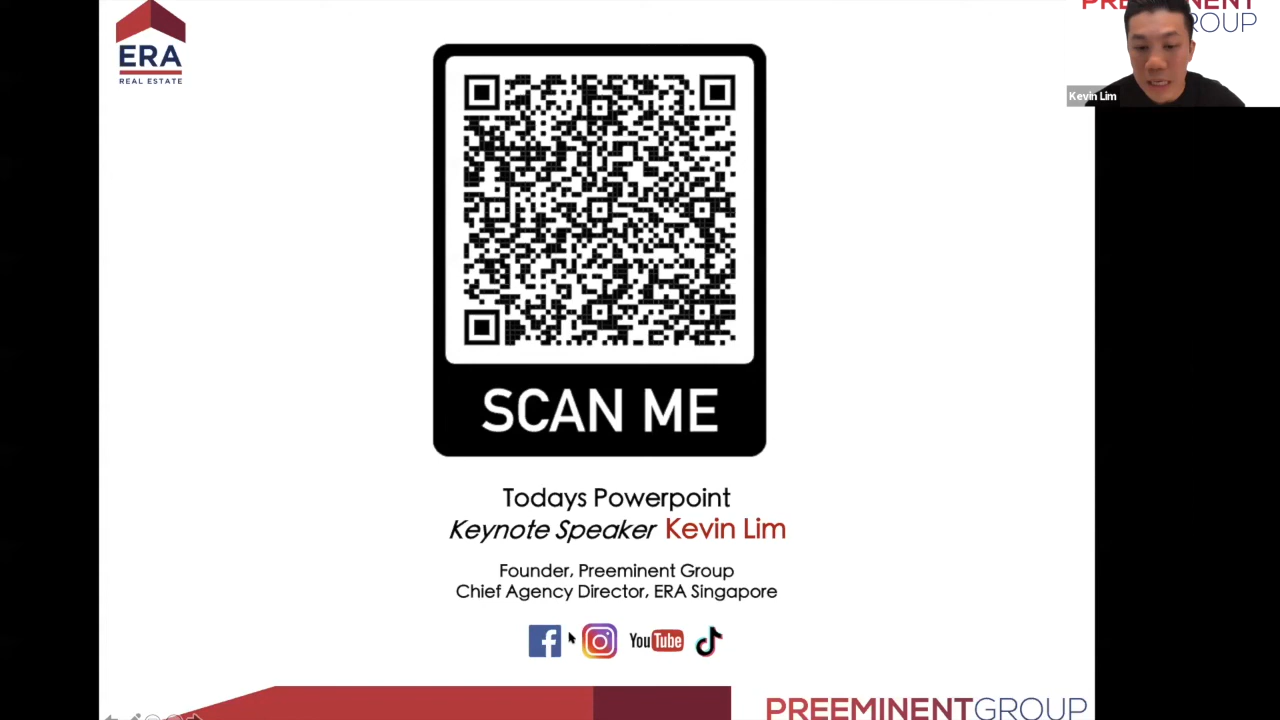 ERA
REAL ESTATE
Kevin Lim
SCAN ME
Todays Powerpoint
Keynote Speaker Kevin Lim
Founder, Preeminent Group
Chief Agency Director, ERA Singapore
YouTube
PREEMINENTGROUP